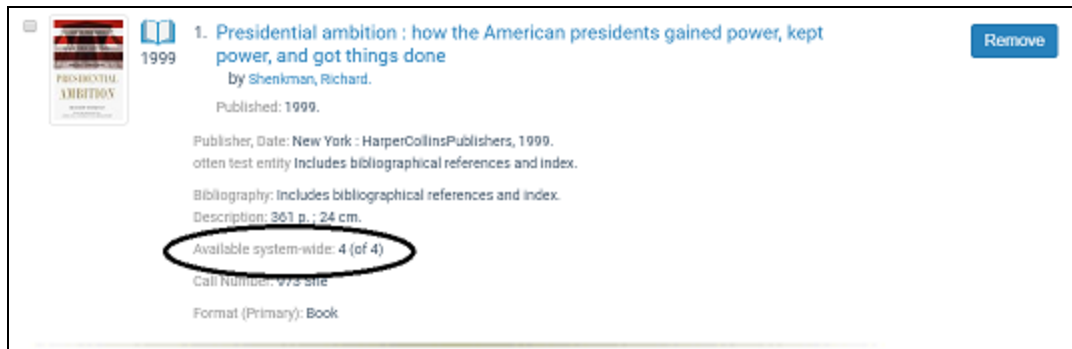 PRESIDENTIAL
AMBITION
1999
1. Presidential ambition : how the American presidents gained power, kept
power, and got things done
by Shenkman, Richard.
Published: 1999.
Remove
Publisher, Date: New York : HarperCollinsPublishers, 1999.
otten test entity Includes bibliographical references and index.
Bibliography: Includes bibliographical references and index.
Description: 361 p. ; 24 cm.
Available system-wide: 4 (of 4)
Call Number: 973 She
Format (Primary): Book